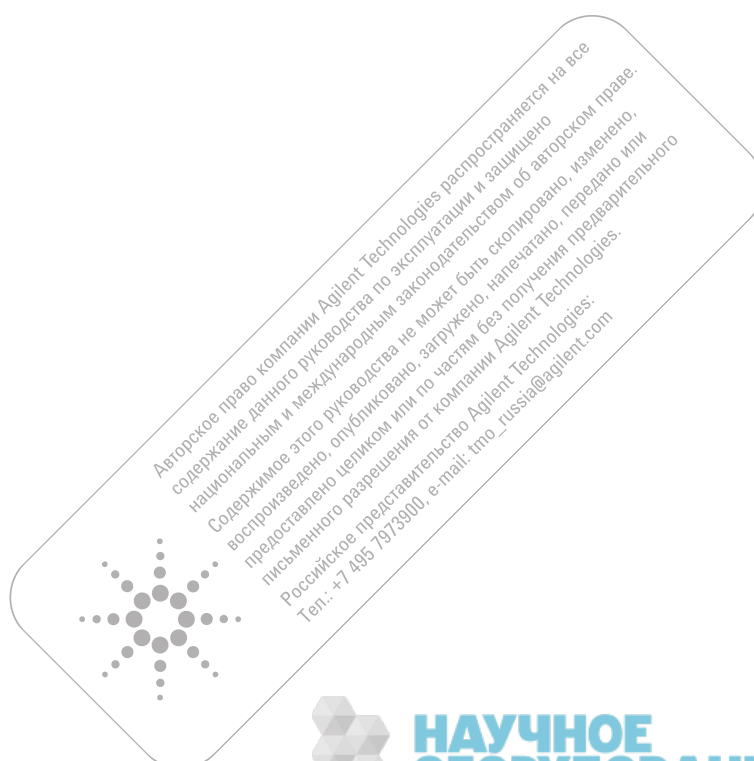 Авторское право компании Agilent Technologies распространяется на все
содержание данного руководства по эксплуатации и защищено
национальным и международным законодательством об авторском праве.
Содержимое этого руководства не может быть скопировано, изменено,
воспроизведено, опубликовано, загружено, напечатано, передано или
предоставлено целиком или по частям без получения предварительного
письменного разрешения от компании Agilent Technologies.
Российское представительство Agilent Technologies:
Тел.: +7 495 7973900, e-mail: tmo_russia@agilent.com
НАУЧНОЕ